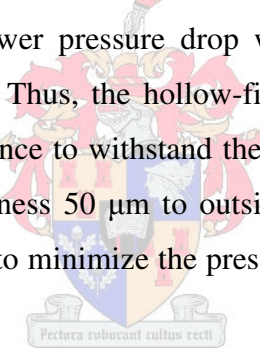 wer pressure drop v
Thus, the hollow-fi
nce to withstand the
ness 50 μm to outsi
to minimize the pres
Pectora roborant cultus recti